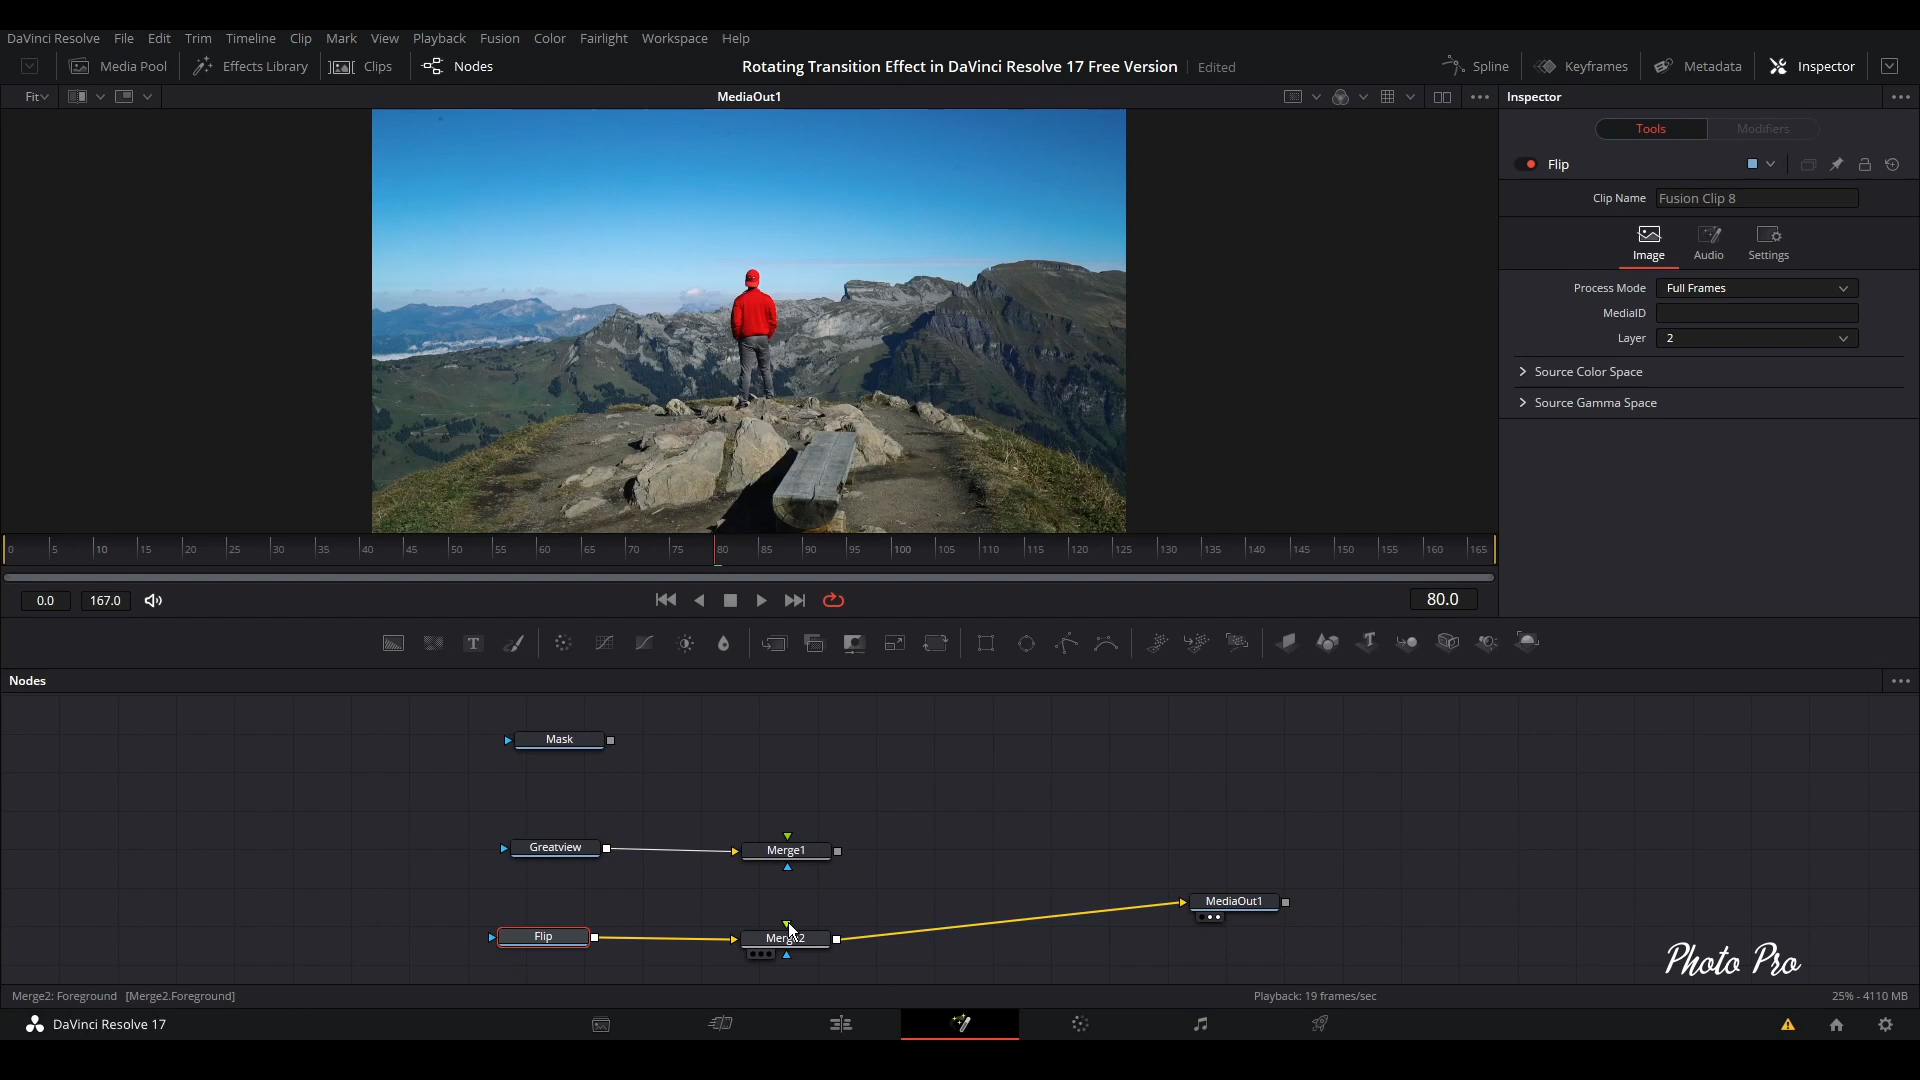 DaVinci Resolve File Edit Trim Timeline Clip Mark View Playback Fusion Color Fairlight Workspace Help
Media Pool Effects Library Clips Nodes Rotating Transition Effect in DaVinci Resolve 17 Free Version Edited Spline Keyframes Metadata Inspector
Fit MediaOut1 Inspector
Tools Modifiers
Flip
Clip Name Fusion Clip 8
Image Audio Settings
Process Mode Full Frames
MediaID
Layer 2
Source Color Space
Source Gamma Space
0 5 10 15 20 25 30 35 40 45 50 55 60 65 70 75 80 85 90 95 100 105 110 115 120 125 130 135 140 145 150 155 160 165
0.0 167.0 80.0
T T
Nodes
Mask
Greatview Merge1
MediaOut1
Flip Merge2
Photo Pro
Merge2: Foreground [Merge2.Foreground] Playback: 19 frames/sec 25% - 4110 MB
DaVinci Resolve 17